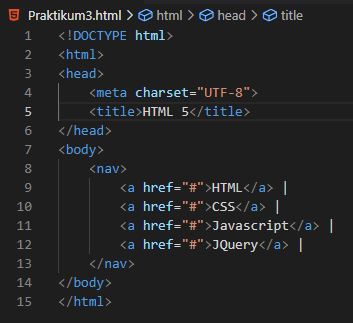 Praktikum3.html > html > head > title
1 <!DOCTYPE html>
2 <html>
3 <head>
4     <meta charset="UTF-8">
5     <title>HTML 5</title>
6 </head>
7 <body>
8     <nav>
9         <a href="#">HTML</a> |
10         <a href="#">CSS</a> |
11         <a href="#">Javascript</a> |
12         <a href="#">JQuery</a> |
13     </nav>
14 </body>
15 </html>